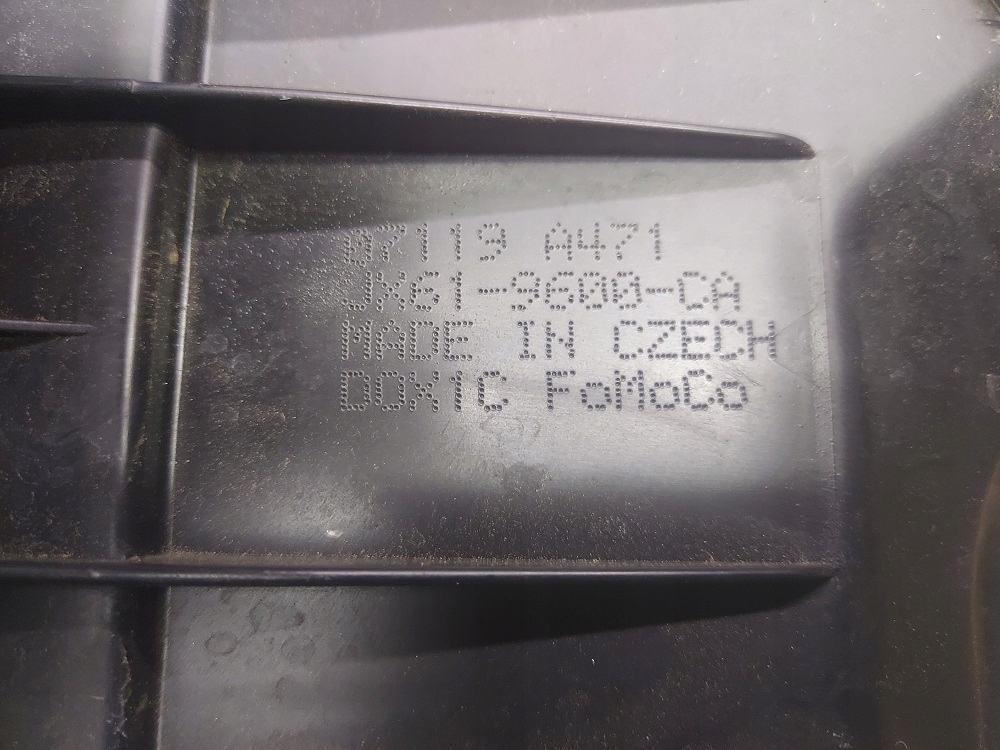 07119 A471
JX61-9600-CA
MADE IN CZECH
DOX1C FoMoCo